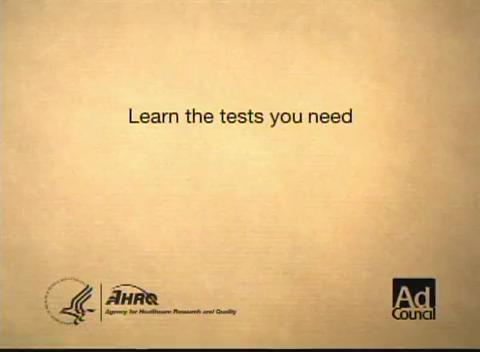 Learn the tests you need
AHRQ
Agency for Healthcare Research and Quality
Ad
Council